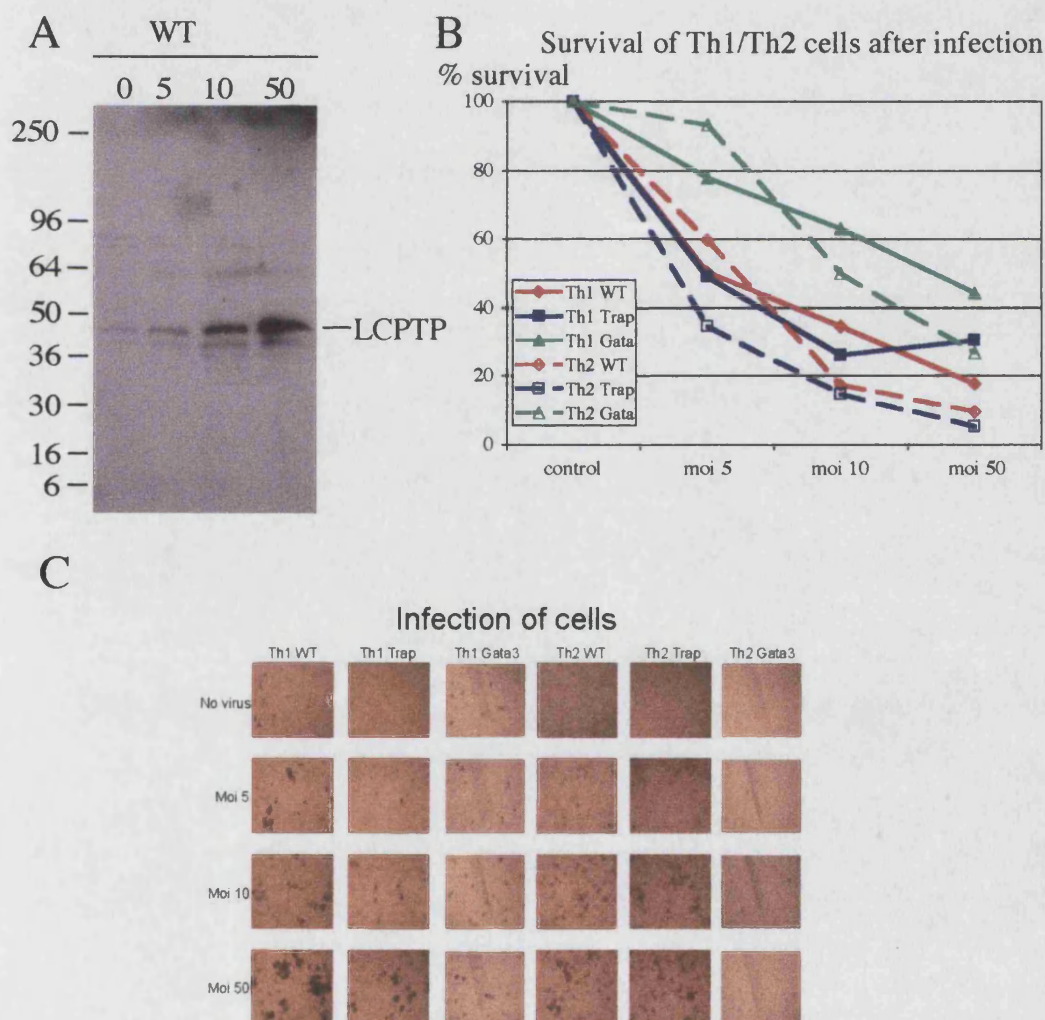 A
WT
0 5 10 50
250
96
64
50
36
30
16
6
LCPTP
B
Survival of Th1/Th2 cells after infection
% survival
100
80
60
40
20
0
Th1 WT
Th1 Trap
Th1 Gata
Th2 WT
Th2 Trap
Th2 Gata
control moi 5 moi 10 moi 50
C
Infection of cells
Th1 WT Th1 Trap Th1 Gata3 Th2 WT Th2 Trap Th2 Gata3
No virus
Moi 5
Moi 10
Moi 50